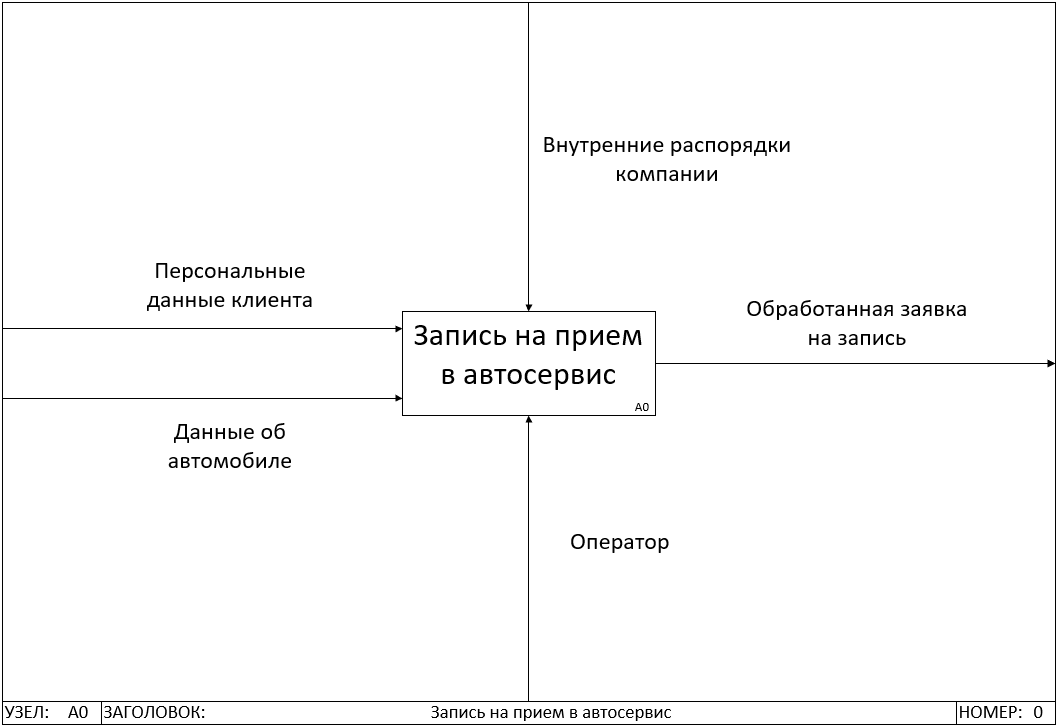 Внутренние распорядки
компании
Персональные
данные клиента
Обработанная заявка
на запись
Запись на прием
в автосервис
A0
Данные об
автомобиле
Оператор
УЗЕЛ: A0 ЗАГОЛОВОК: Запись на прием в автосервис НОМЕР: 0